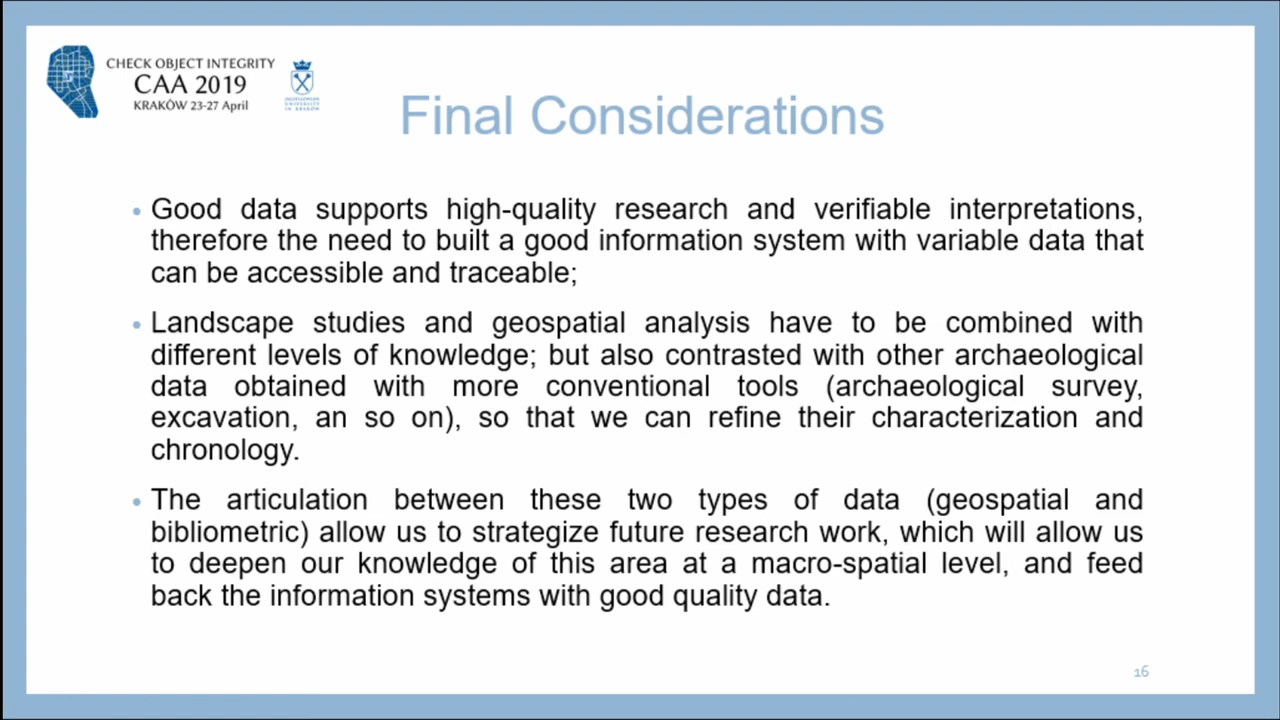 CHECK OBJECT INTEGRITY
CAA 2019
KRAKÓW 23-27 April
JAGIELLONIAN
UNIVERSITY
IN KRAKÓW
Final Considerations
• Good data supports high-quality research and verifiable interpretations,
therefore the need to built a good information system with variable data that
can be accessible and traceable;
• Landscape studies and geospatial analysis have to be combined with
different levels of knowledge; but also contrasted with other archaeological
data obtained with more conventional tools (archaeological survey,
excavation, an so on), so that we can refine their characterization and
chronology.
• The articulation between these two types of data (geospatial and
bibliometric) allow us to strategize future research work, which will allow us
to deepen our knowledge of this area at a macro-spatial level, and feed
back the information systems with good quality data.
16